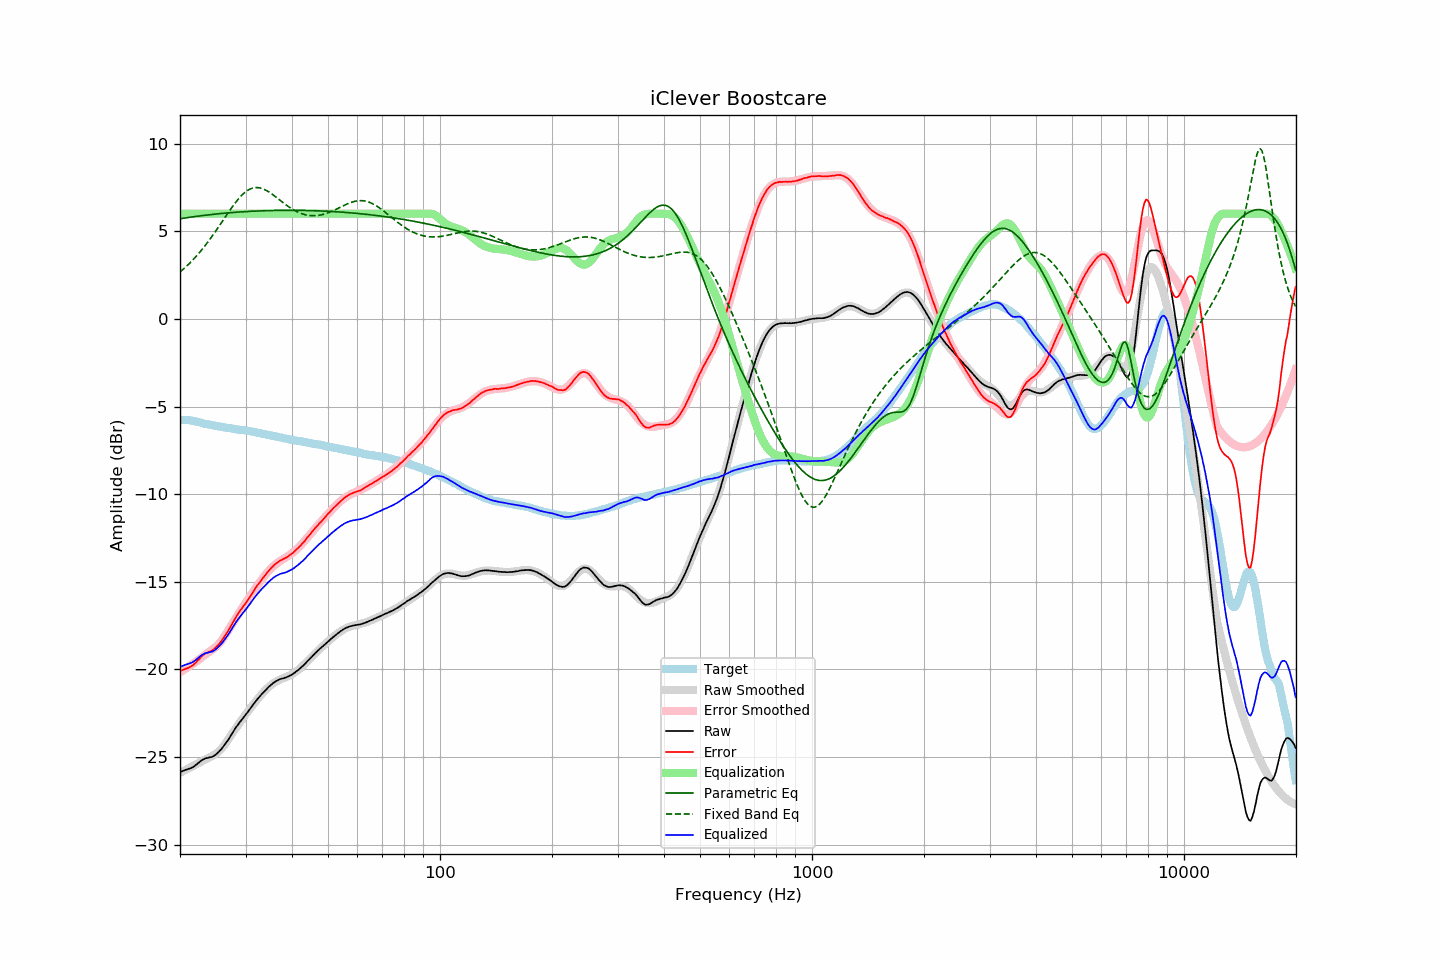 iClever Boostcare
10
5
0
−5
−10
−15
−20
−25
−30
Amplitude (dBr)
100
1000
10000
Frequency (Hz)
Target
Raw Smoothed
Error Smoothed
Raw
Error
Equalization
Parametric Eq
Fixed Band Eq
Equalized